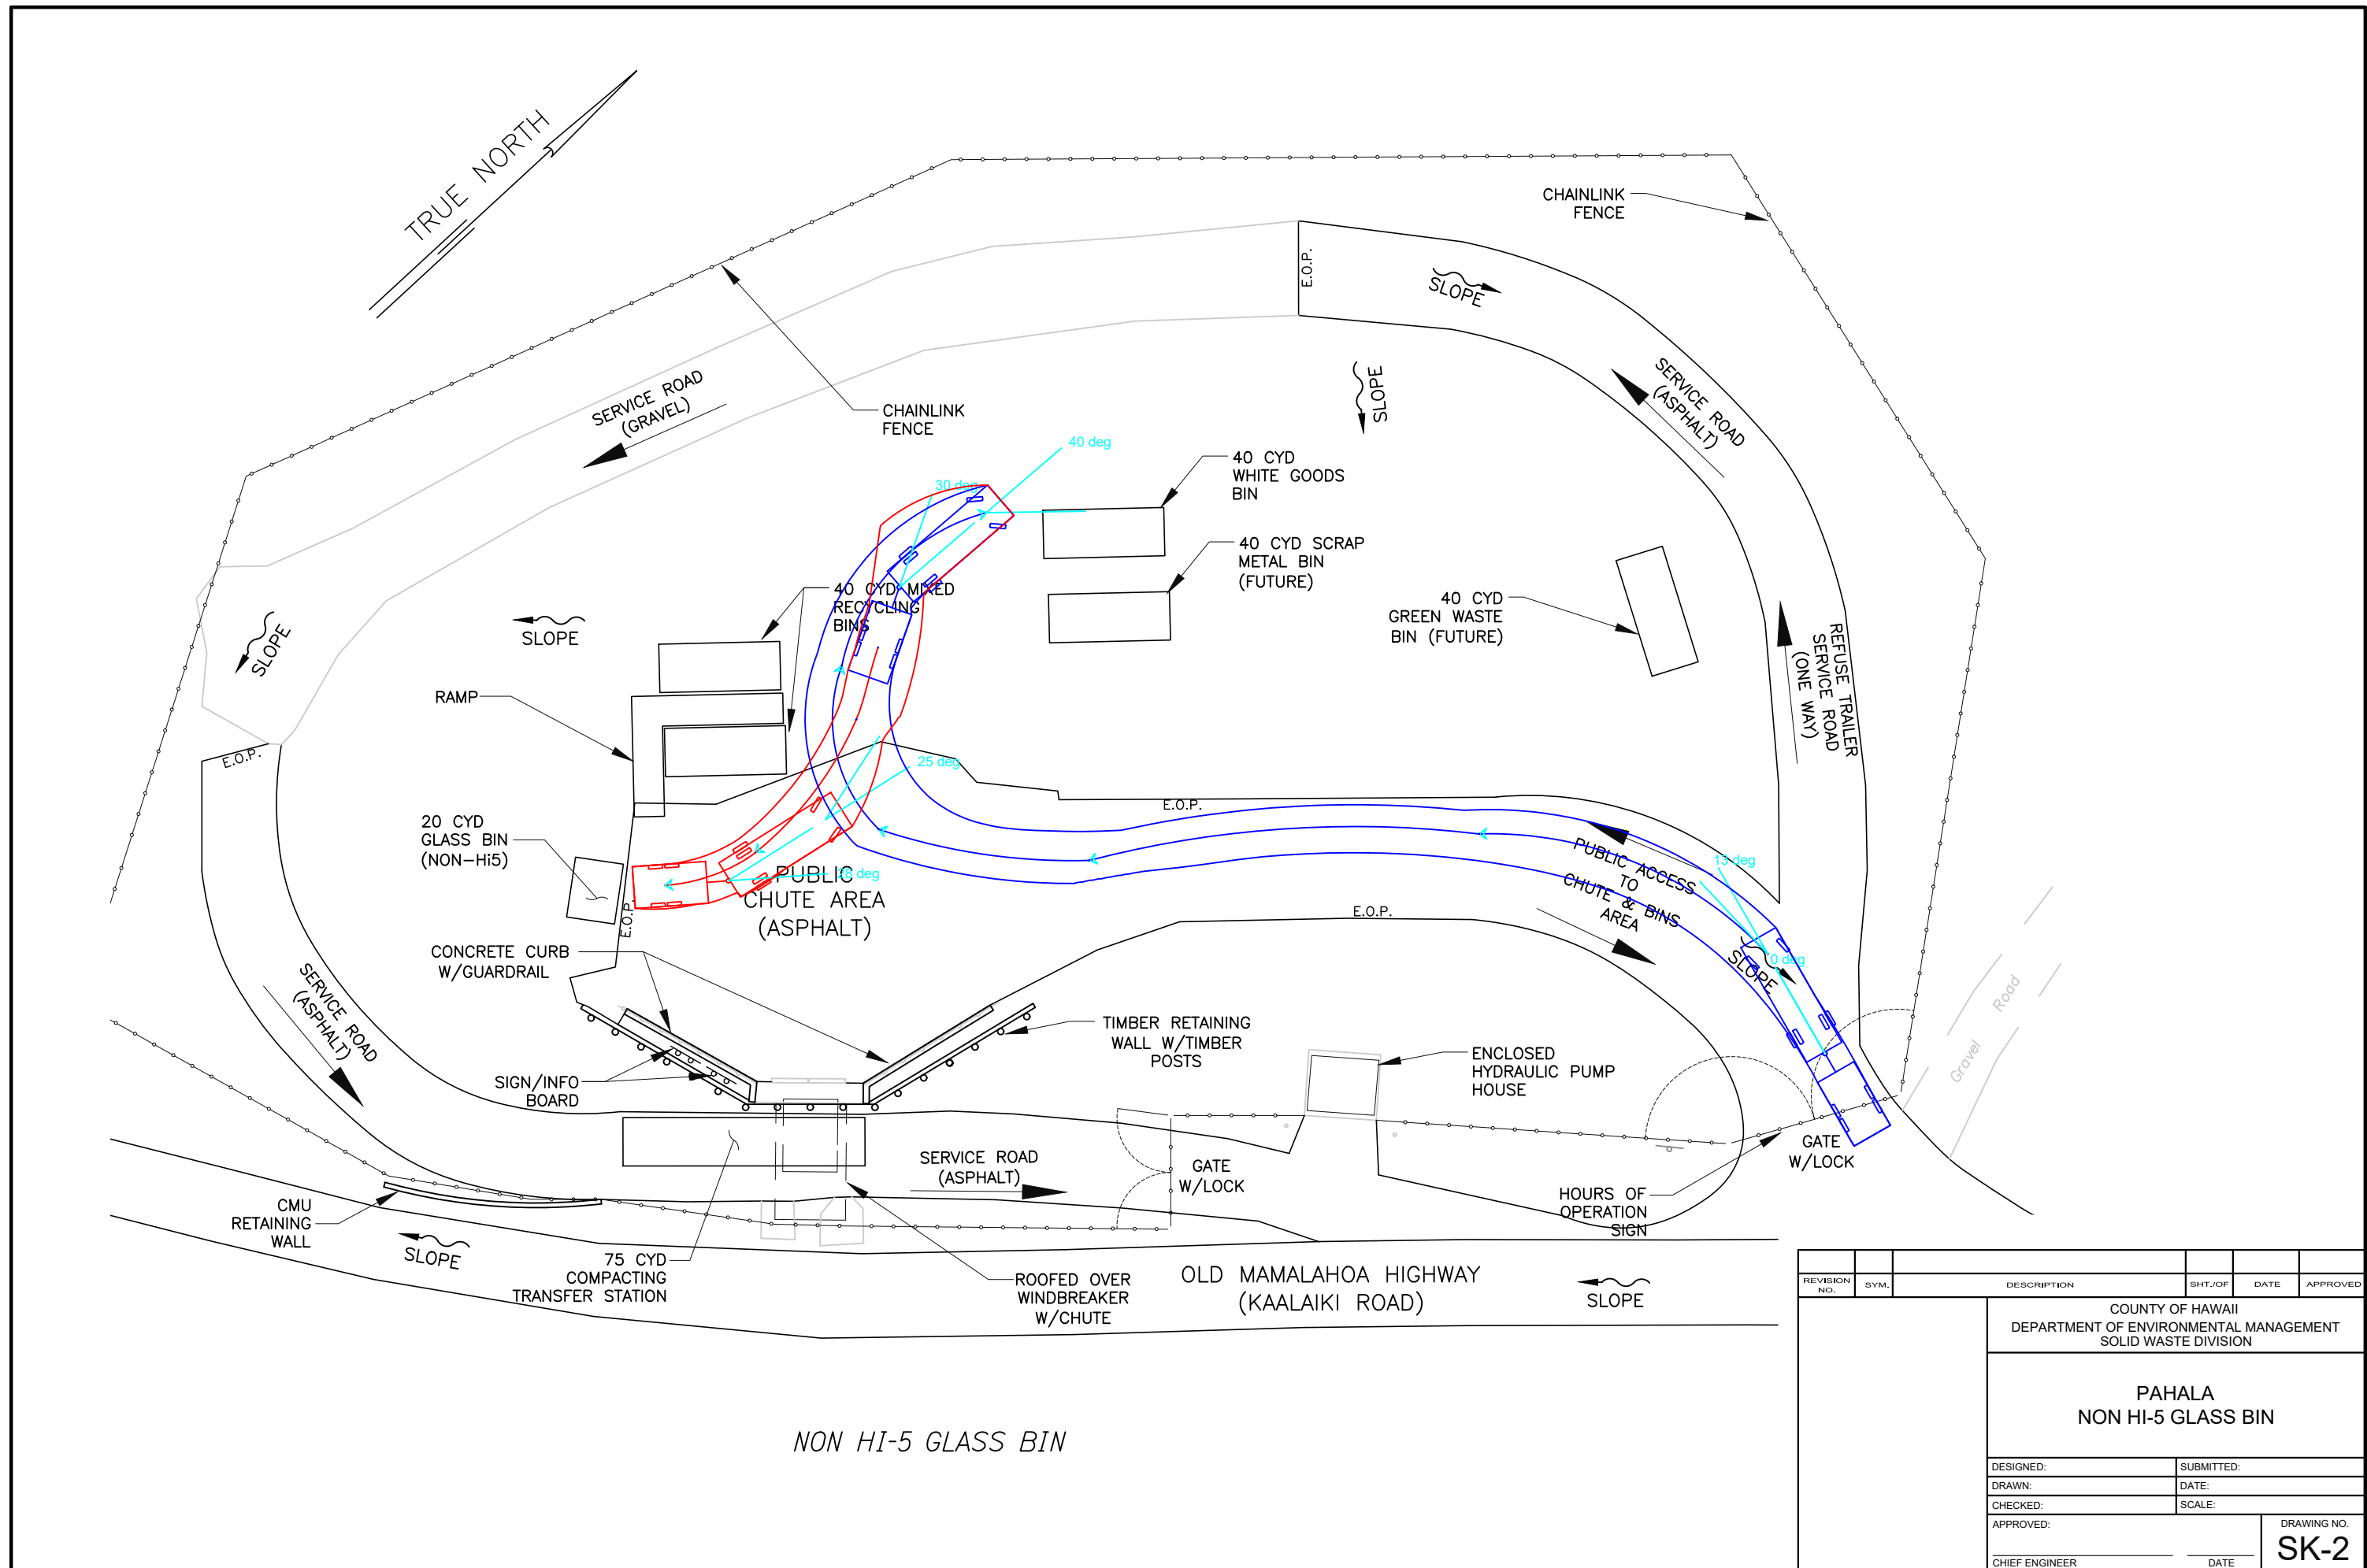 TRUE NORTH
CHAINLINK
FENCE
E.O.P.
SLOPE
SERVICE ROAD
(GRAVEL)
CHAINLINK
FENCE
SLOPE
SERVICE ROAD
(ASPHALT)
40 deg
30 deg
40 CYD
WHITE GOODS
BIN
40 CYD SCRAP
METAL BIN
(FUTURE)
40 CYD MIXED
RECYCLING
BINS
40 CYD
GREEN WASTE
BIN (FUTURE)
SLOPE
SLOPE
REFUSE TRAILER
SERVICE ROAD
(ONE WAY)
RAMP
E.O.P.
25 deg
E.O.P.
20 CYD
GLASS BIN
(NON-Hi5)
PUBLIC
CHUTE AREA
(ASPHALT)
deg
13 deg
PUBLIC ACCESS
TO
CHUTE & BINS
AREA
E.O.P.
E.O.P.
CONCRETE CURB
W/GUARDRAIL
0 deg
SLOPE
SERVICE ROAD
(ASPHALT)
Gravel Road
TIMBER RETAINING
WALL W/TIMBER
POSTS
ENCLOSED
HYDRAULIC PUMP
HOUSE
SIGN/INFO
BOARD
SERVICE ROAD
(ASPHALT)
GATE
W/LOCK
GATE
W/LOCK
HOURS OF
OPERATION
SIGN
CMU
RETAINING
WALL
SLOPE
75 CYD
COMPACTING
TRANSFER STATION
ROOFED OVER
WINDBREAKER
W/CHUTE
OLD MAMALAHOA HIGHWAY
(KAALAIKI ROAD)
SLOPE
NON HI-5 GLASS BIN
REVISION NO. SYM. DESCRIPTION SHT./OF DATE APPROVED
COUNTY OF HAWAII
DEPARTMENT OF ENVIRONMENTAL MANAGEMENT
SOLID WASTE DIVISION
PAHALA
NON HI-5 GLASS BIN
DESIGNED: SUBMITTED:
DRAWN: DATE:
CHECKED: SCALE:
APPROVED: DRAWING NO.
SK-2
CHIEF ENGINEER DATE